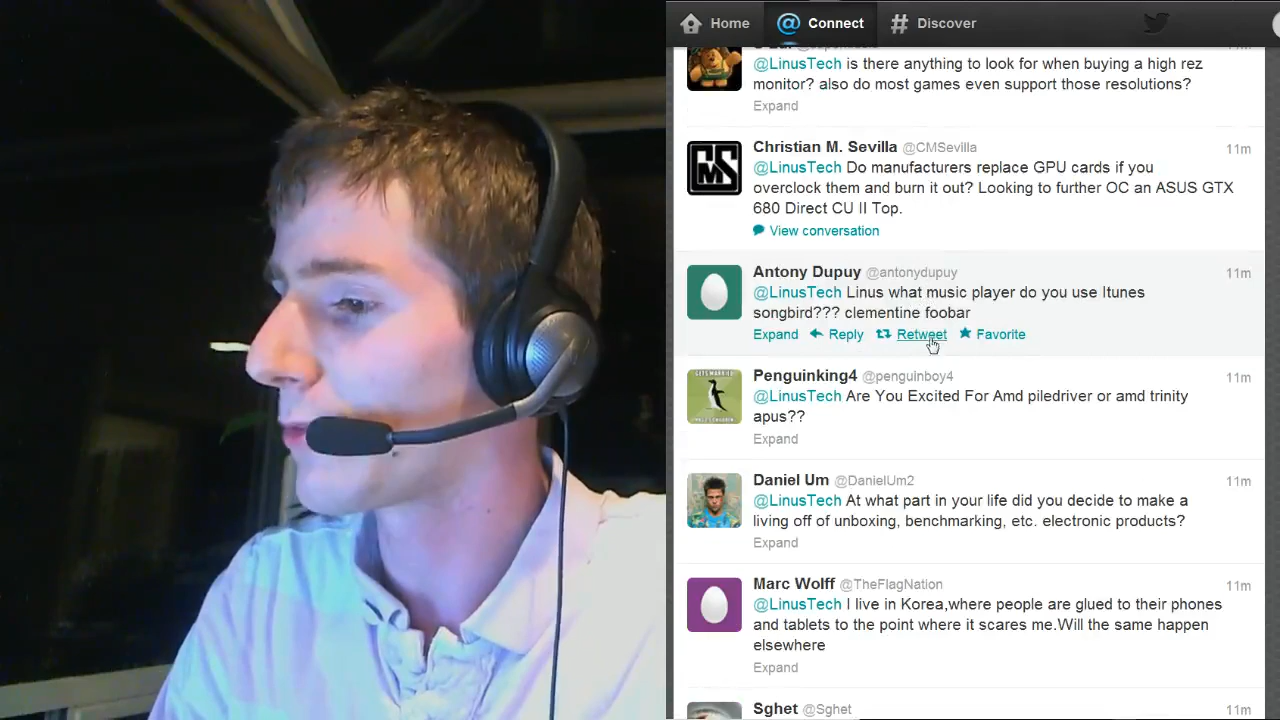 Home
Connect
Discover
@LinusTech is there anything to look for when buying a high rez
monitor? also do most games even support those resolutions?
Expand
Christian M. Sevilla @CMSevilla 11m
@LinusTech Do manufacturers replace GPU cards if you
overclock them and burn it out? Looking to further OC an ASUS GTX
680 Direct CU II Top.
View conversation
Antony Dupuy @antonydupuy 11m
@LinusTech Linus what music player do you use Itunes
songbird??? clementine foobar
Expand Reply Retweet Favorite
Penguinking4 @penguinboy4 11m
@LinusTech Are You Excited For Amd piledriver or amd trinity
apus??
Expand
Daniel Um @DanielUm2 11m
@LinusTech At what part in your life did you decide to make a
living off of unboxing, benchmarking, etc. electronic products?
Expand
Marc Wolff @TheFlagNation 11m
@LinusTech I live in Korea,where people are glued to their phones
and tablets to the point where it scares me.Will the same happen
elsewhere
Expand
Sghet @Sghet 11m